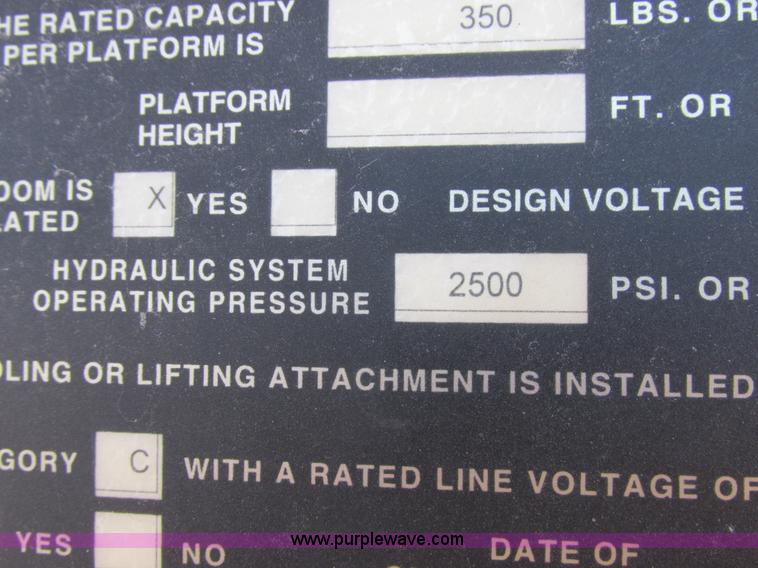 HE RATED CAPACITY 350 LBS. OR
PER PLATFORM IS
PLATFORM FT. OR
HEIGHT
OOM IS X YES NO DESIGN VOLTAGE
LATED
HYDRAULIC SYSTEM 2500 PSI. OR
OPERATING PRESSURE
DLING OR LIFTING ATTACHMENT IS INSTALLED
GORY C WITH A RATED LINE VOLTAGE OF
YES NO DATE OF
www.purplewave.com